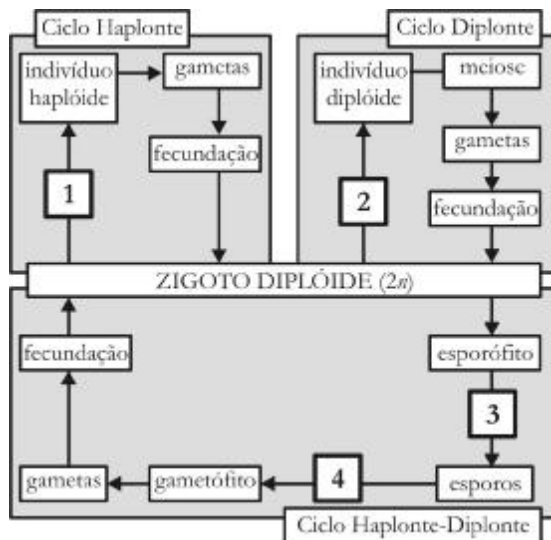 Ciclo Haplonte
indivíduo
haplóide
gametas
fecundação
1
Ciclo Diplonte
indivíduo
diplóide
meiose
gametas
fecundação
2
ZIGOTO DIPLÓIDE (2n)
fecundação
esporófito
3
gametas
gametófito
4
esporos
Ciclo Haplonte-Diplonte